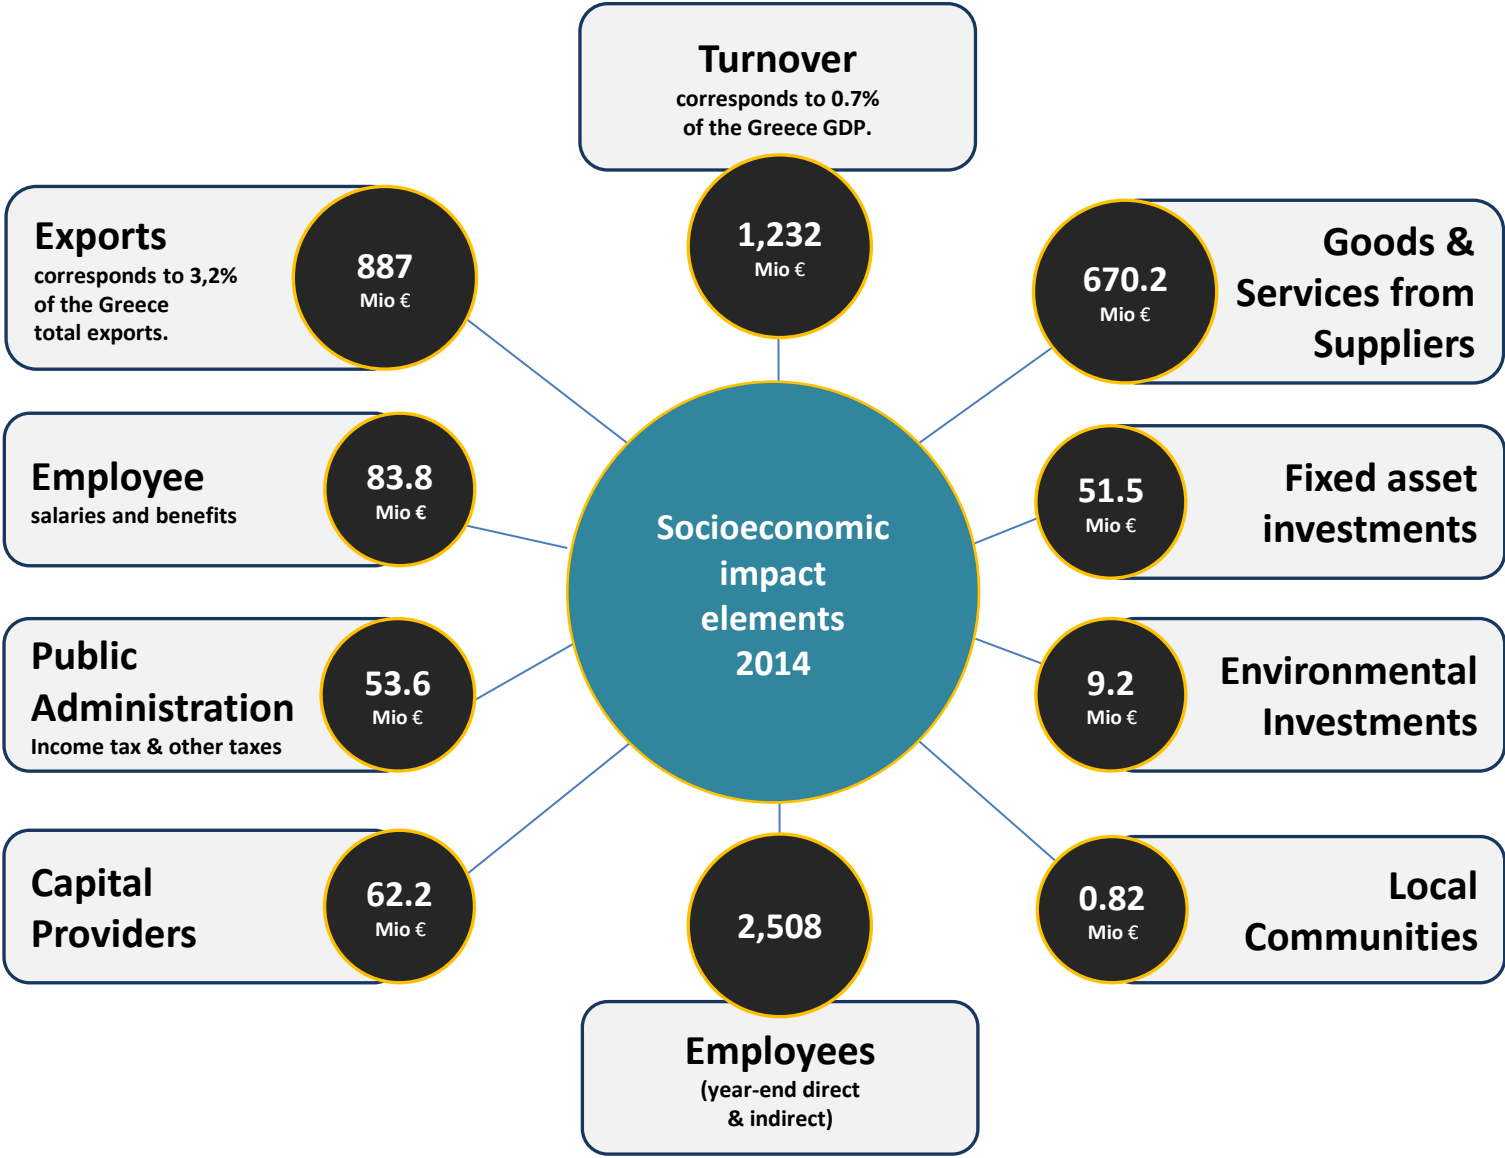 Turnover
corresponds to 0.7%
of the Greece GDP.
1,232
Mio €
Exports
corresponds to 3,2%
of the Greece
total exports.
887
Mio €
670.2
Mio €
Goods &
Services from
Suppliers
Employee
salaries and benefits
83.8
Mio €
51.5
Mio €
Fixed asset
investments
Socioeconomic
impact
elements
2014
Public
Administration
Income tax & other taxes
53.6
Mio €
9.2
Mio €
Environmental
Investments
Capital
Providers
62.2
Mio €
2,508
0.82
Mio €
Local
Communities
Employees
(year-end direct
& indirect)